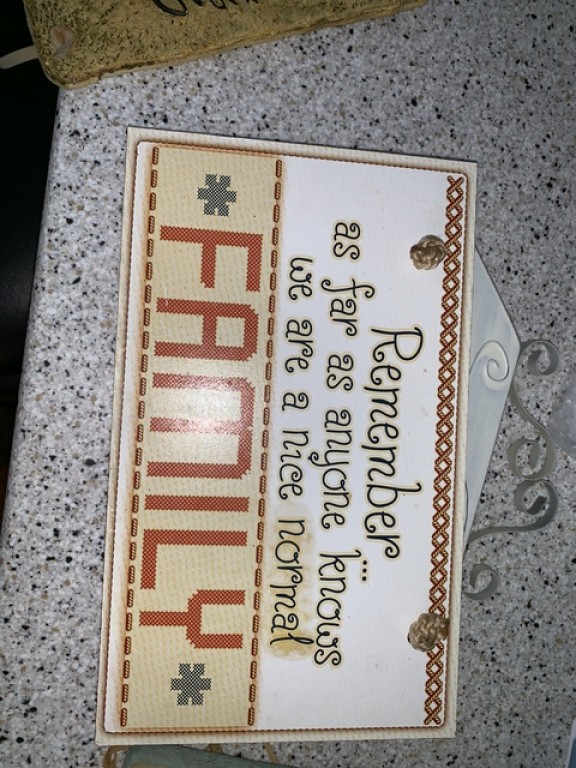 Remember...
as far as anyone knows
we are a nice normal
FAMILY